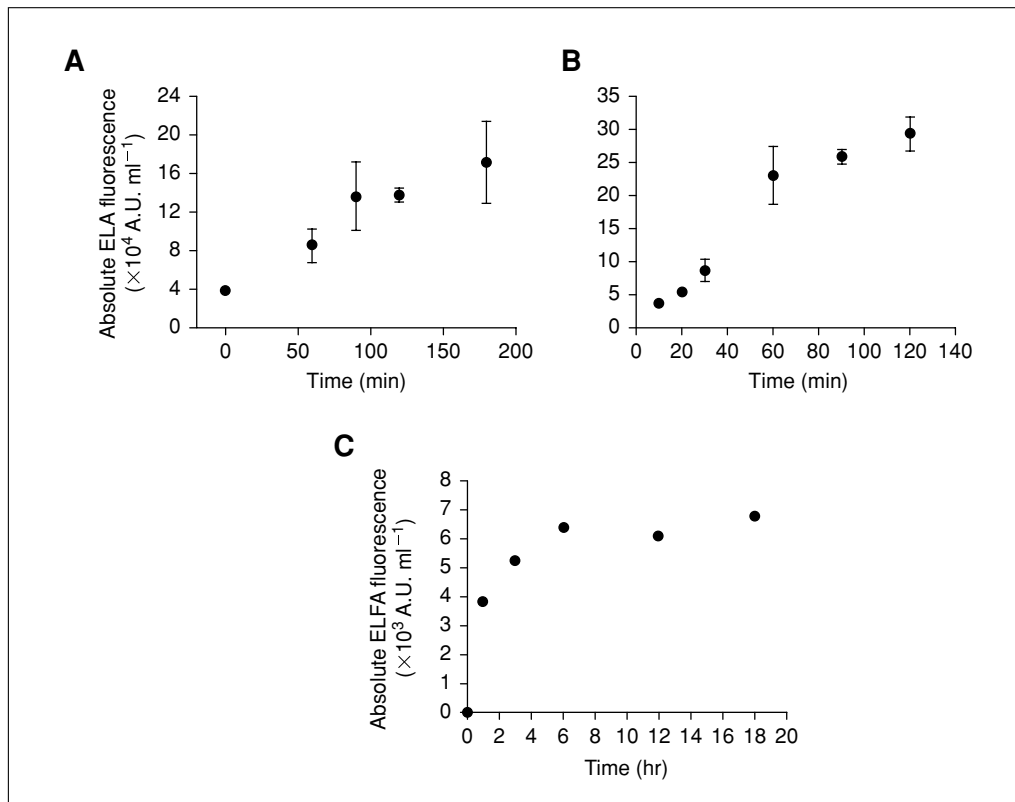 A
Absolute ELA fluorescence
(×10⁴ A.U. ml⁻¹)
24
20
16
12
8
4
0
0 50 100 150 200
Time (min)
B
35
30
25
20
15
10
5
0
0 20 40 60 80 100 120 140
Time (min)
C
Absolute ELFA fluorescence
(×10³ A.U. ml⁻¹)
8
7
6
5
4
3
2
1
0
0 2 4 6 8 10 12 14 16 18 20
Time (hr)